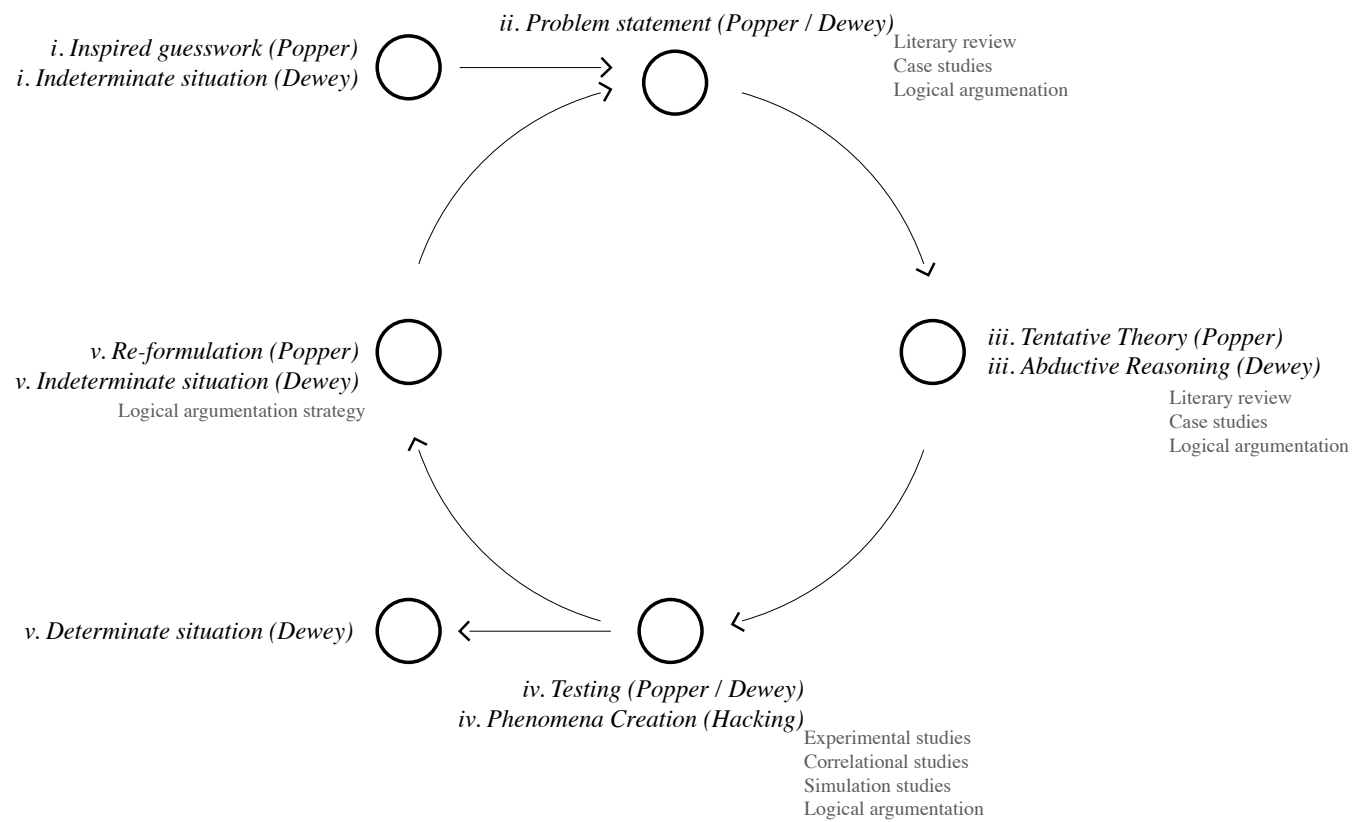 ii. Problem statement (Popper / Dewey)
Literary review
Case studies
Logical argumenation
i. Inspired guesswork (Popper)
i. Indeterminate situation (Dewey)
iii. Tentative Theory (Popper)
iii. Abductive Reasoning (Dewey)
Literary review
Case studies
Logical argumentation
v. Re-formulation (Popper)
v. Indeterminate situation (Dewey)
Logical argumentation strategy
v. Determinate situation (Dewey)
iv. Testing (Popper / Dewey)
iv. Phenomena Creation (Hacking)
Experimental studies
Correlational studies
Simulation studies
Logical argumentation